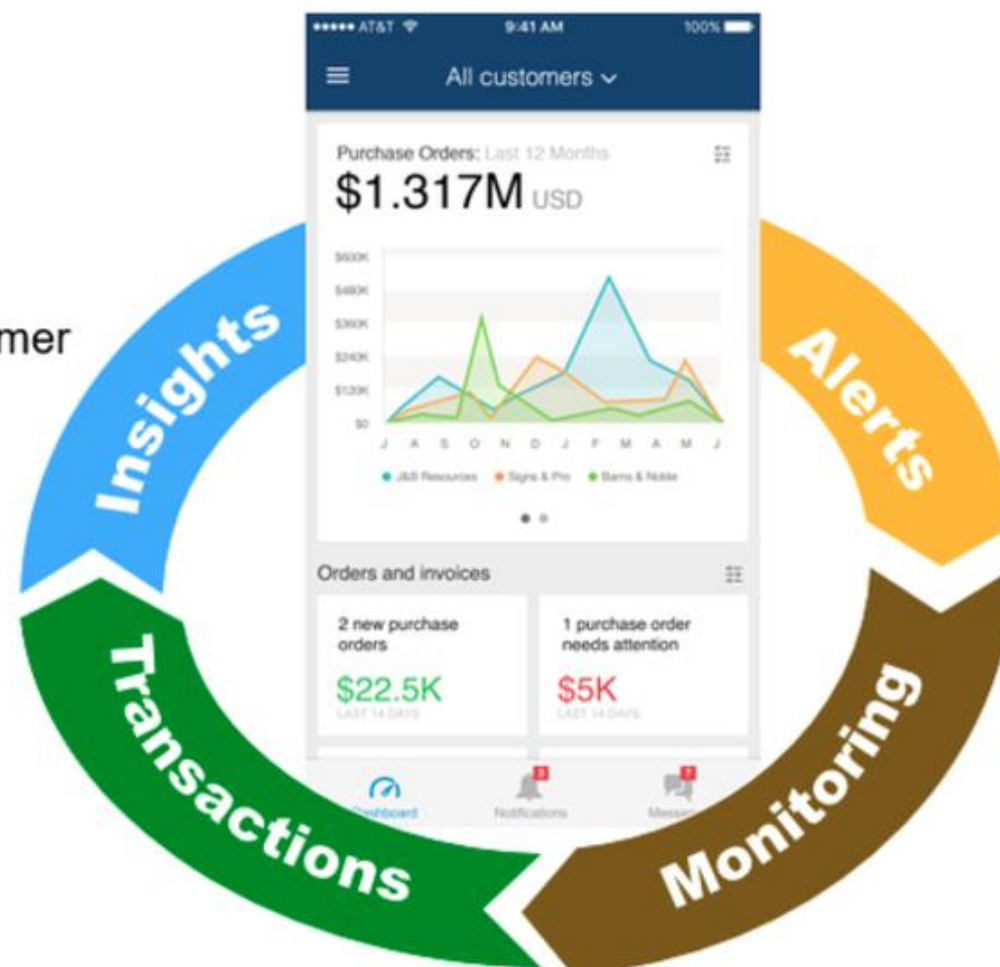 AT&T 9:41 AM 100%
All customers
Purchase Orders: Last 12 Months
$1.317M USD
$600K
$480K
$360K
$240K
$120K
$0
J A S O N D J F M A M J
J&B Resources Signs & Pro Barns & Noble
Orders and invoices
2 new purchase
orders
$22.5K
LAST 14 DAYS
1 purchase order
needs attention
$5K
LAST 14 DAYS
Dashboard
3
Notifications
7
mer
Insights
Alerts
Transactions
Monitoring